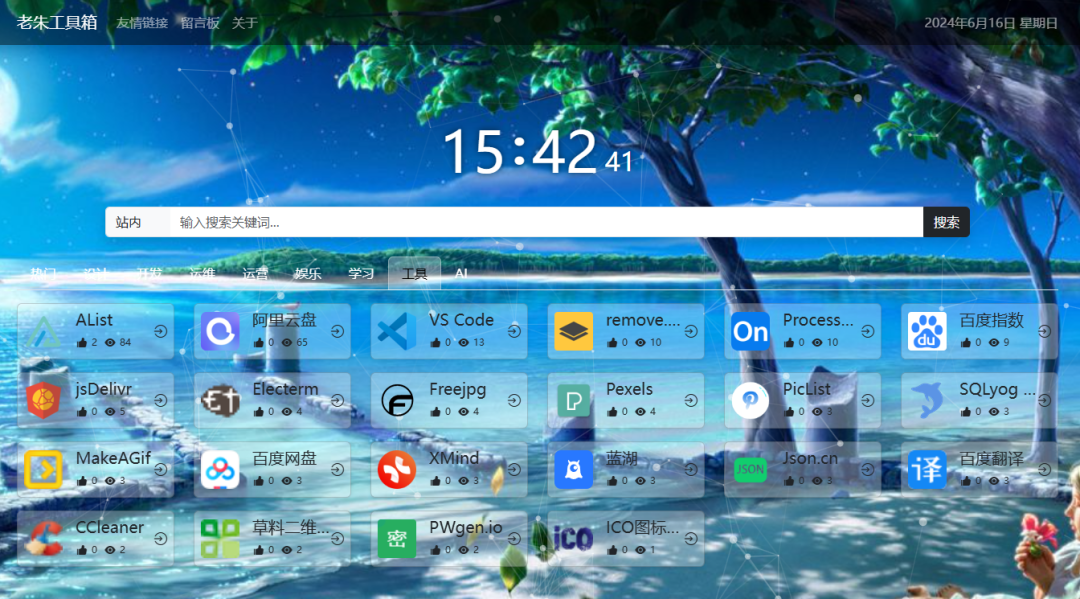 老朱工具箱 友情链接 留言板 关于 2024年6月16日 星期日
15:42 41
站内 输入搜索关键词... 搜索
热门 设计 开发 运维 运营 娱乐 学习 工具 AI
AList 阿里云盘 VS Code remove.... Process... 百度指数
2 84 0 65 0 13 0 10 0 10 0 9
On du
jsDelivr Electerm Freejpg Pexels PicList SQLyog ...
0 5 0 4 0 4 0 4 0 3 0 3
MakeAGif 百度网盘 XMind 蓝湖 Json.cn 百度翻译
0 3 0 3 0 3 0 3 0 3 0 3
JSON 译
CCleaner 草料二维... PWgen.io ICO图标...
0 2 0 2 0 2 0 1
密 ICO